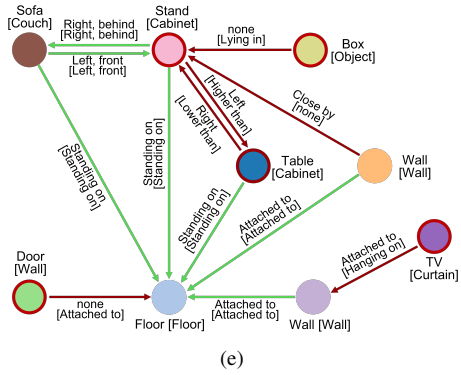 Sofa
[Couch]
Right, behind
[Right, behind]
Left, front
[Left, front]
Stand
[Cabinet]
none
[Lying in]
Box
[Object]
Left
[Higher than]
Right
[Lower than]
Close by
[none]
Standing on
[Standing on]
Standing on
[Standing on]
Table
[Cabinet]
Wall
[Wall]
Standing on
[Standing on]
Attached to
[Attached to]
Door
[Wall]
none
[Attached to]
Floor [Floor]
Attached to
[Attached to]
Wall [Wall]
Attached to
[Hanging on]
TV
[Curtain]
(e)